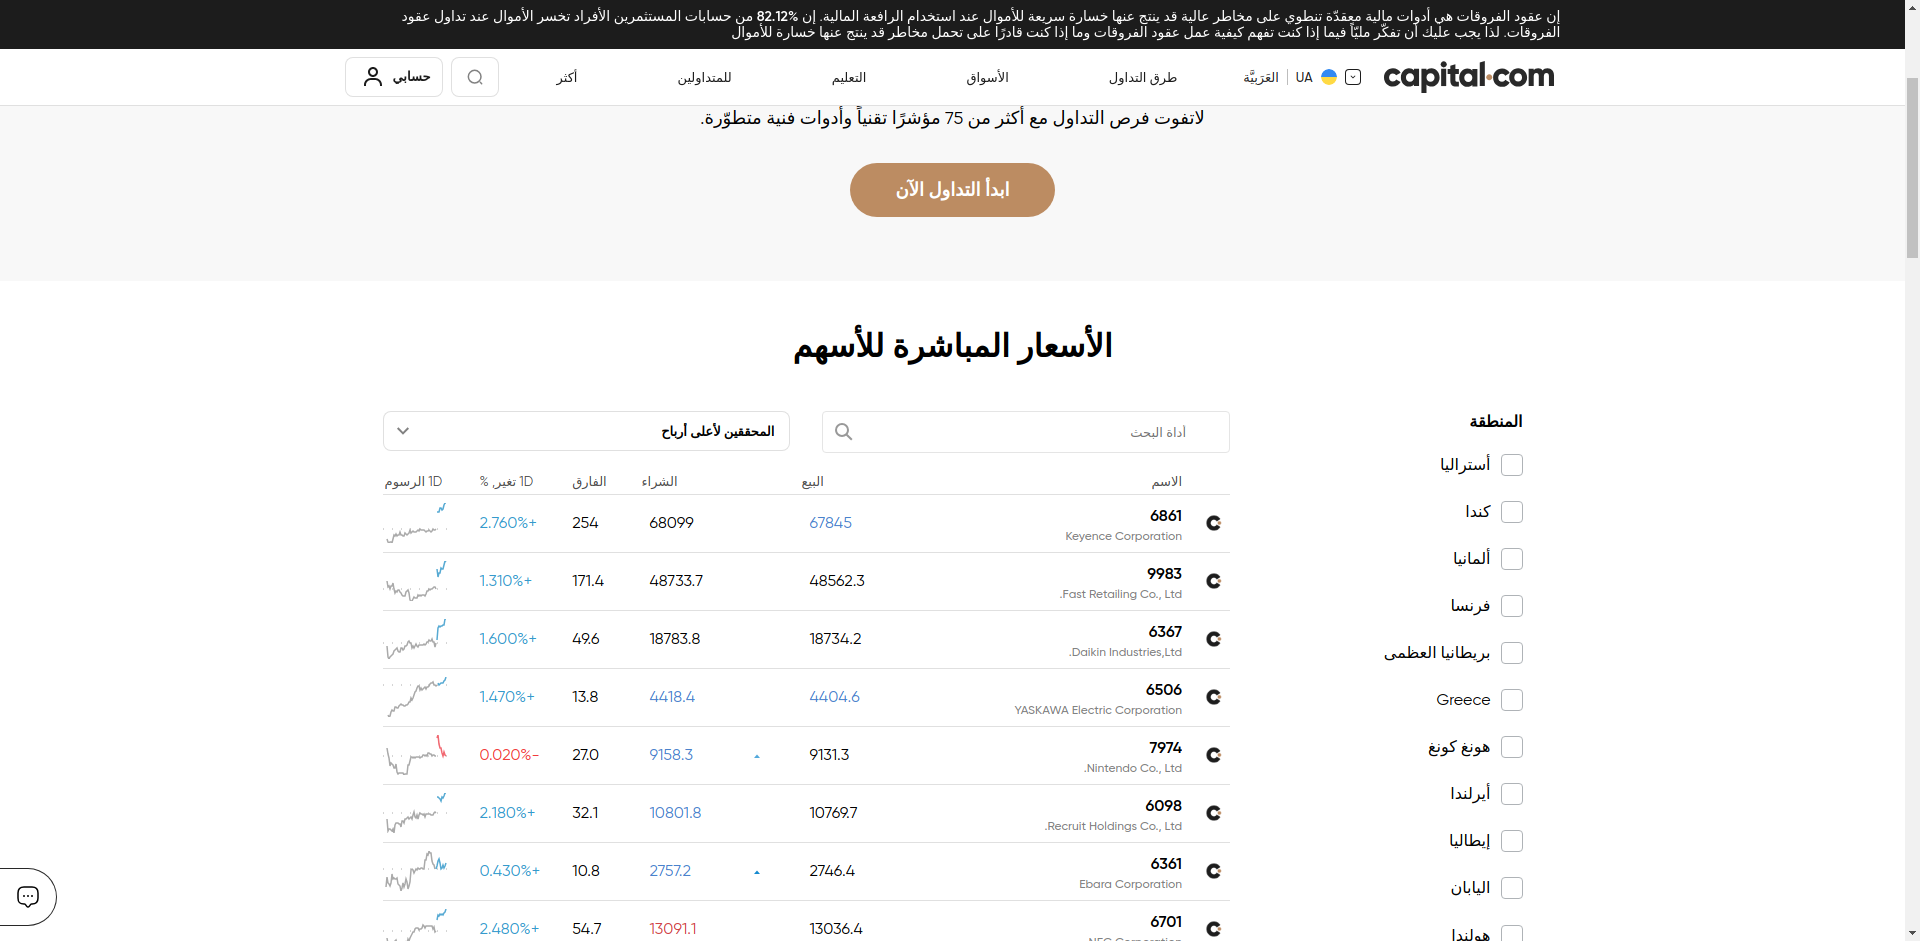 إن عقود الفروقات هي أدوات مالية معقدّة تنطوي على مخاطر عالية قد ينتج عنها خسارة سريعة للأموال عند استخدام الرافعة المالية. إن 82.12% من حسابات المستثمرين الأفراد تخسر الأموال عند تداول عقود
الفروقات. لذا يجب عليك أن تفكّر مليّاً فيما إذا كنت تفهم كيفية عمل عقود الفروقات وما إذا كنت قادرًا على تحمل مخاطر قد ينتج عنها خسارة للأموال
capital.com UA العَرَبِيَّة طرق التداول الأسواق التعليم للمتداولين أكثر حسابي
لاتفوت فرص التداول مع أكثر من 75 مؤشرًا تقنياً وأدوات فنية متطوّرة.
ابدأ التداول الآن
الأسعار المباشرة للأسهم
المنطقة
أستراليا
كندا
ألمانيا
فرنسا
بريطانيا العظمى
Greece
هونغ كونغ
أيرلندا
إيطاليا
اليابان
هولندا
أداة البحث
المحققين لأعلى أرباح
الاسم البيع الشراء الفارق 1D تغير, % 1D الرسوم
6861 67845 68099 254 2.760%+
Keyence Corporation
9983 48562.3 48733.7 171.4 1.310%+
.Fast Retailing Co., Ltd
6367 18734.2 18783.8 49.6 1.600%+
.Daikin Industries,Ltd
6506 4404.6 4418.4 13.8 1.470%+
YASKAWA Electric Corporation
7974 9131.3 9158.3 27.0 0.020%−
.Nintendo Co., Ltd
6098 10769.7 10801.8 32.1 2.180%+
.Recruit Holdings Co., Ltd
6361 2746.4 2757.2 10.8 0.430%+
Ebara Corporation
6701 13036.4 13091.1 54.7 2.480%+
NEC Corporation